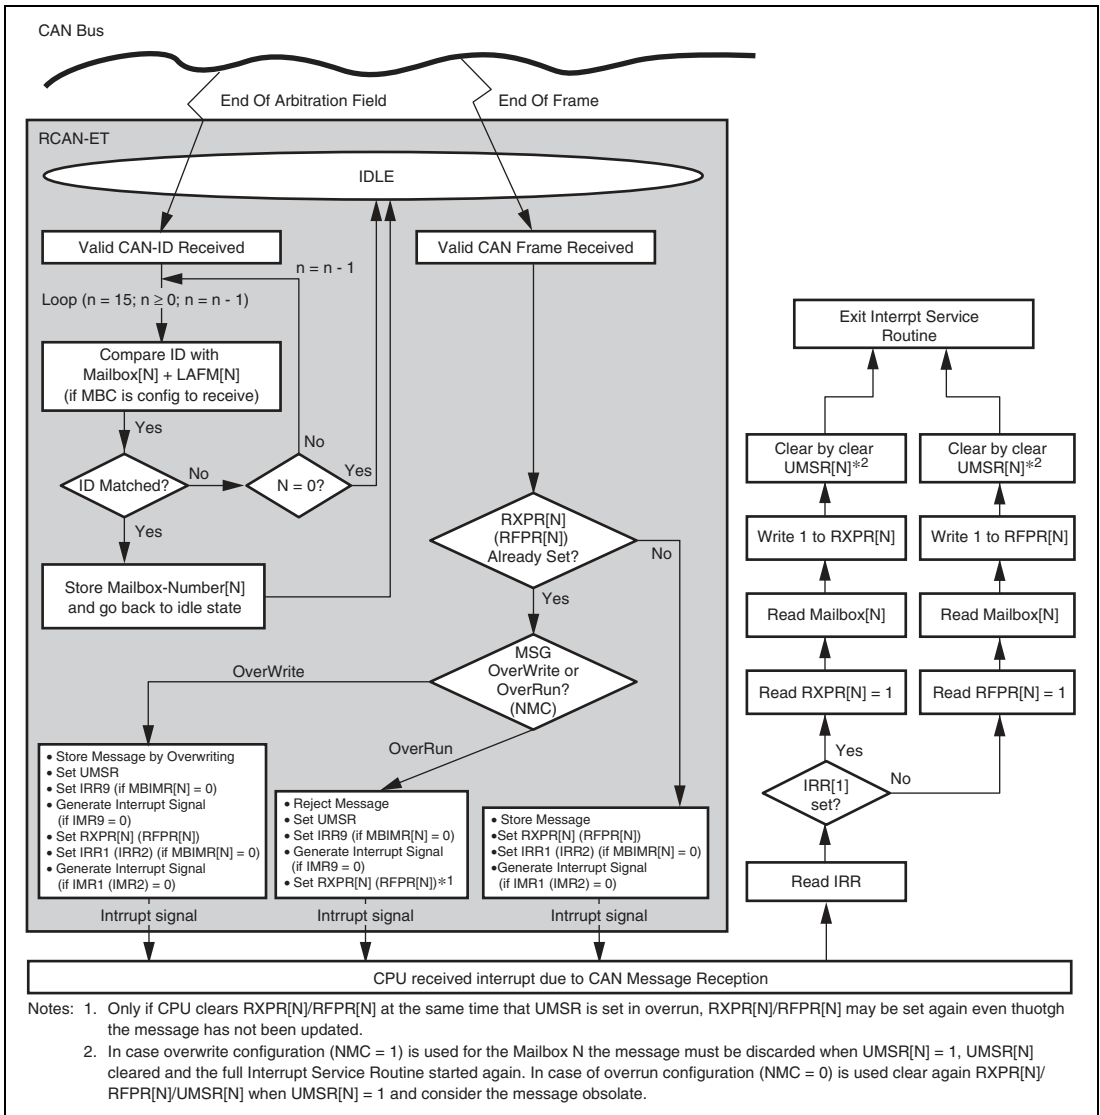 CAN Bus
End Of Arbitration Field
End Of Frame
RCAN-ET
IDLE
Valid CAN-ID Received
Valid CAN Frame Received
n = n - 1
Loop (n = 15; n ≥ 0; n = n - 1)
Compare ID with
Mailbox[N] + LAFM[N]
(if MBC is config to receive)
Yes
ID Matched?
No
N = 0?
No
Yes
Yes
Store Mailbox-Number[N]
and go back to idle state
RXPR[N]
(RFPR[N])
Already Set?
No
Yes
MSG
OverWrite or
OverRun?
(NMC)
OverWrite
OverRun
• Store Message by Overwriting
• Set UMSR
• Set IRR9 (if MBIMR[N] = 0)
• Generate Interrupt Signal
(if IMR9 = 0)
• Set RXPR[N] (RFPR[N])
• Set IRR1 (IRR2) (if MBIMR[N] = 0)
• Generate Interrupt Signal
(if IMR1 (IMR2) = 0)
• Reject Message
• Set UMSR
• Set IRR9 (if MBIMR[N] = 0)
• Generate Interrupt Signal
(if IMR9 = 0)
• Set RXPR[N] (RFPR[N])*1
• Store Message
•Set RXPR[N] (RFPR[N])
•Set IRR1 (IRR2) (if MBIMR[N] = 0)
•Generate Interrupt Signal
(if IMR1 (IMR2) = 0)
Intrrupt signal
Intrrupt signal
Intrrupt signal
Exit Interrpt Service
Routine
Clear by clear
UMSR[N]*2
Clear by clear
UMSR[N]*2
Write 1 to RXPR[N]
Write 1 to RFPR[N]
Read Mailbox[N]
Read Mailbox[N]
Read RXPR[N] = 1
Read RFPR[N] = 1
Yes
IRR[1]
set?
No
Read IRR
CPU received interrupt due to CAN Message Reception
Notes: 1. Only if CPU clears RXPR[N]/RFPR[N] at the same time that UMSR is set in overrun, RXPR[N]/RFPR[N] may be set again even thuotgh
the message has not been updated.
2. In case overwrite configuration (NMC = 1) is used for the Mailbox N the message must be discarded when UMSR[N] = 1, UMSR[N]
cleared and the full Interrupt Service Routine started again. In case of overrun configuration (NMC = 0) is used clear again RXPR[N]/
RFPR[N]/UMSR[N] when UMSR[N] = 1 and consider the message obsolate.